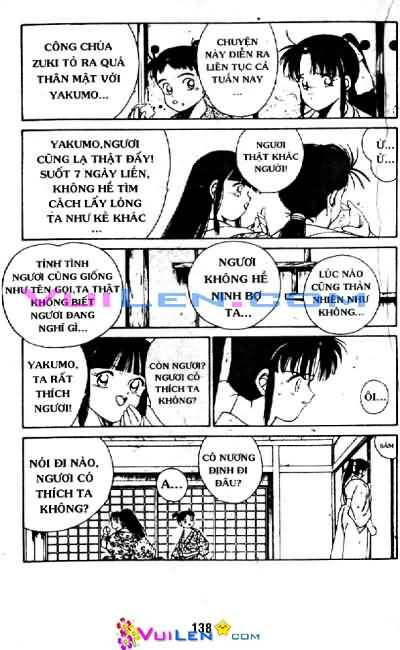 CÔNG CHÚA
ZUKI TỎ RA QUÁ
THÂN MẬT VỚI
YAKUMO...
CHUYỆN
NÀY DIỄN RA
LIÊN TỤC CẢ
TUẦN NAY
...
YAKUMO,NGƯƠI
CŨNG LẠ THẬT ĐẤY!
SUỐT 7 NGÀY LIỀN,
KHÔNG HỀ TÌM
CÁCH LẤY LÒNG
TA NHƯ KẺ KHÁC
...
NGƯƠI
THẬT KHÁC
NGƯỜI!
Ừ...
Ừ...
TÍNH TÌNH
NGƯƠI CŨNG GIỐNG
NHƯ TÊN GỌI,TA THẬT
KHÔNG BIẾT
NGƯƠI ĐANG
NGHĨ GÌ...
NGƯƠI
KHÔNG HỀ
NỊNH BỢ
TA...
LÚC NÀO
CŨNG THẢN
NHIÊN NHƯ
KHÔNG...
VUILEN.COM
YAKUMO,
TA RẤT
THÍCH
NGƯƠI!
CÒN NGƯƠI?
NGƯƠI CÓ
THÍCH TA
KHÔNG?
ÔI...
NÓI ĐI NÀO,
NGƯƠI CÓ
THÍCH TA
KHÔNG?
A...
CÔ NƯƠNG
ĐỊNH ĐI
ĐÂU?
SẦM
138
VUILEN.COM